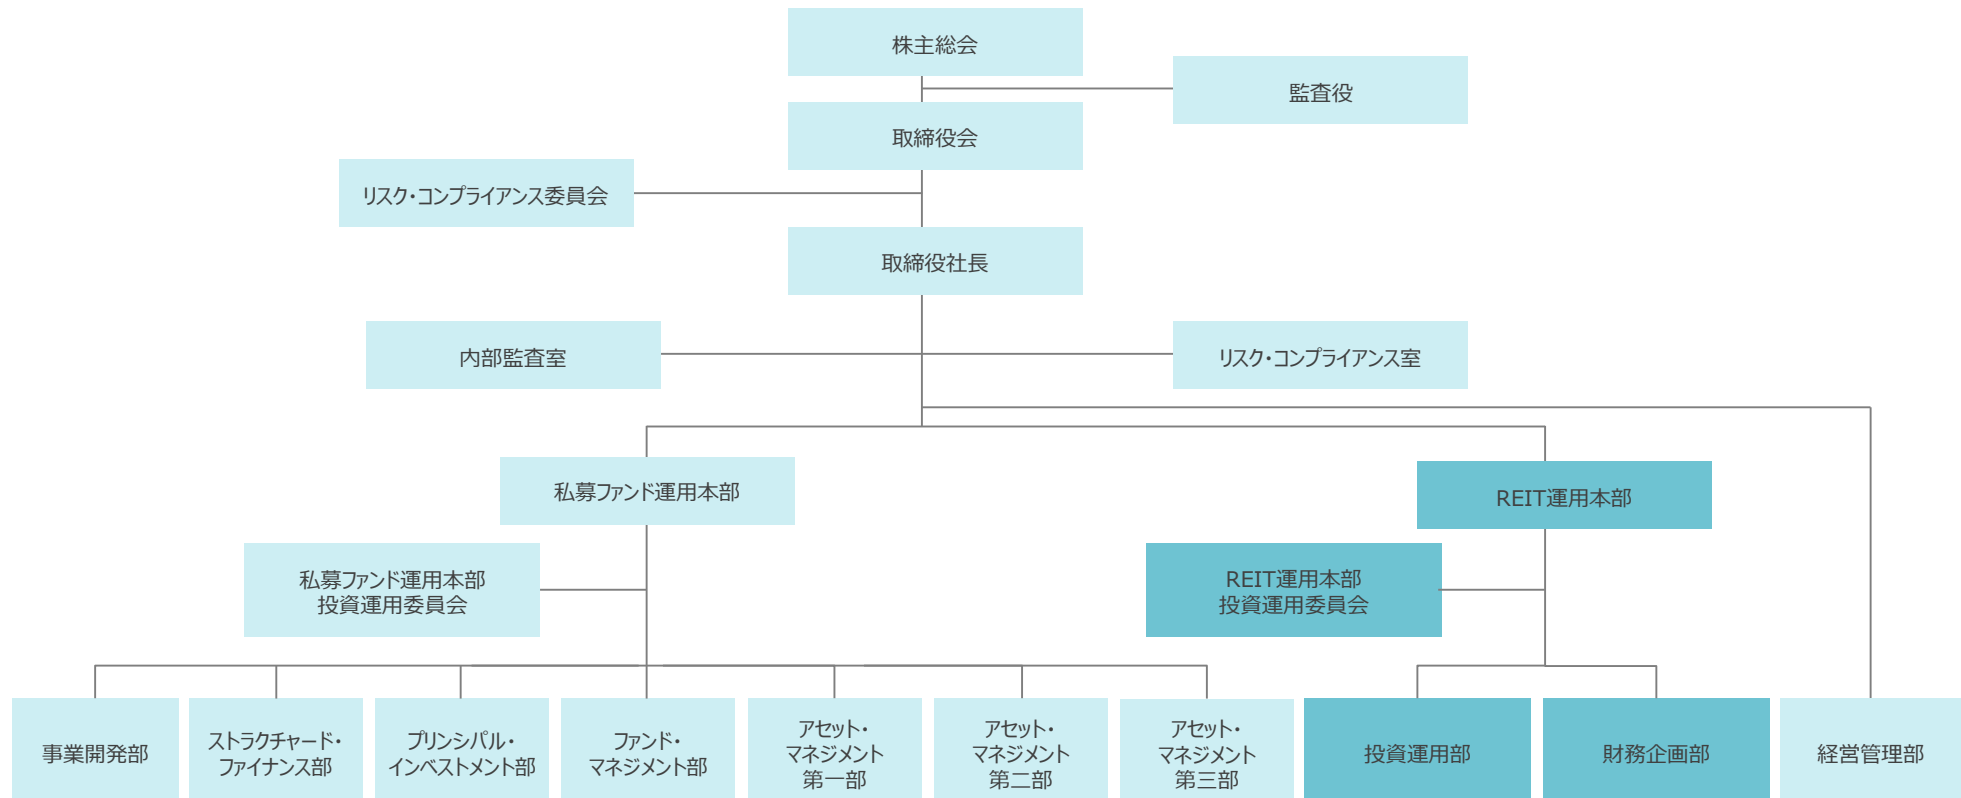 株主総会
監査役
取締役会
リスク・コンプライアンス委員会
取締役社長
内部監査室
リスク・コンプライアンス室
私募ファンド運用本部
REIT運用本部
私募ファンド運用本部
投資運用委員会
REIT運用本部
投資運用委員会
事業開発部
ストラクチャード・
ファイナンス部
プリンシパル・
インベストメント部
ファンド・
マネジメント部
アセット・
マネジメント
第一部
アセット・
マネジメント
第二部
アセット・
マネジメント
第三部
投資運用部
財務企画部
経営管理部